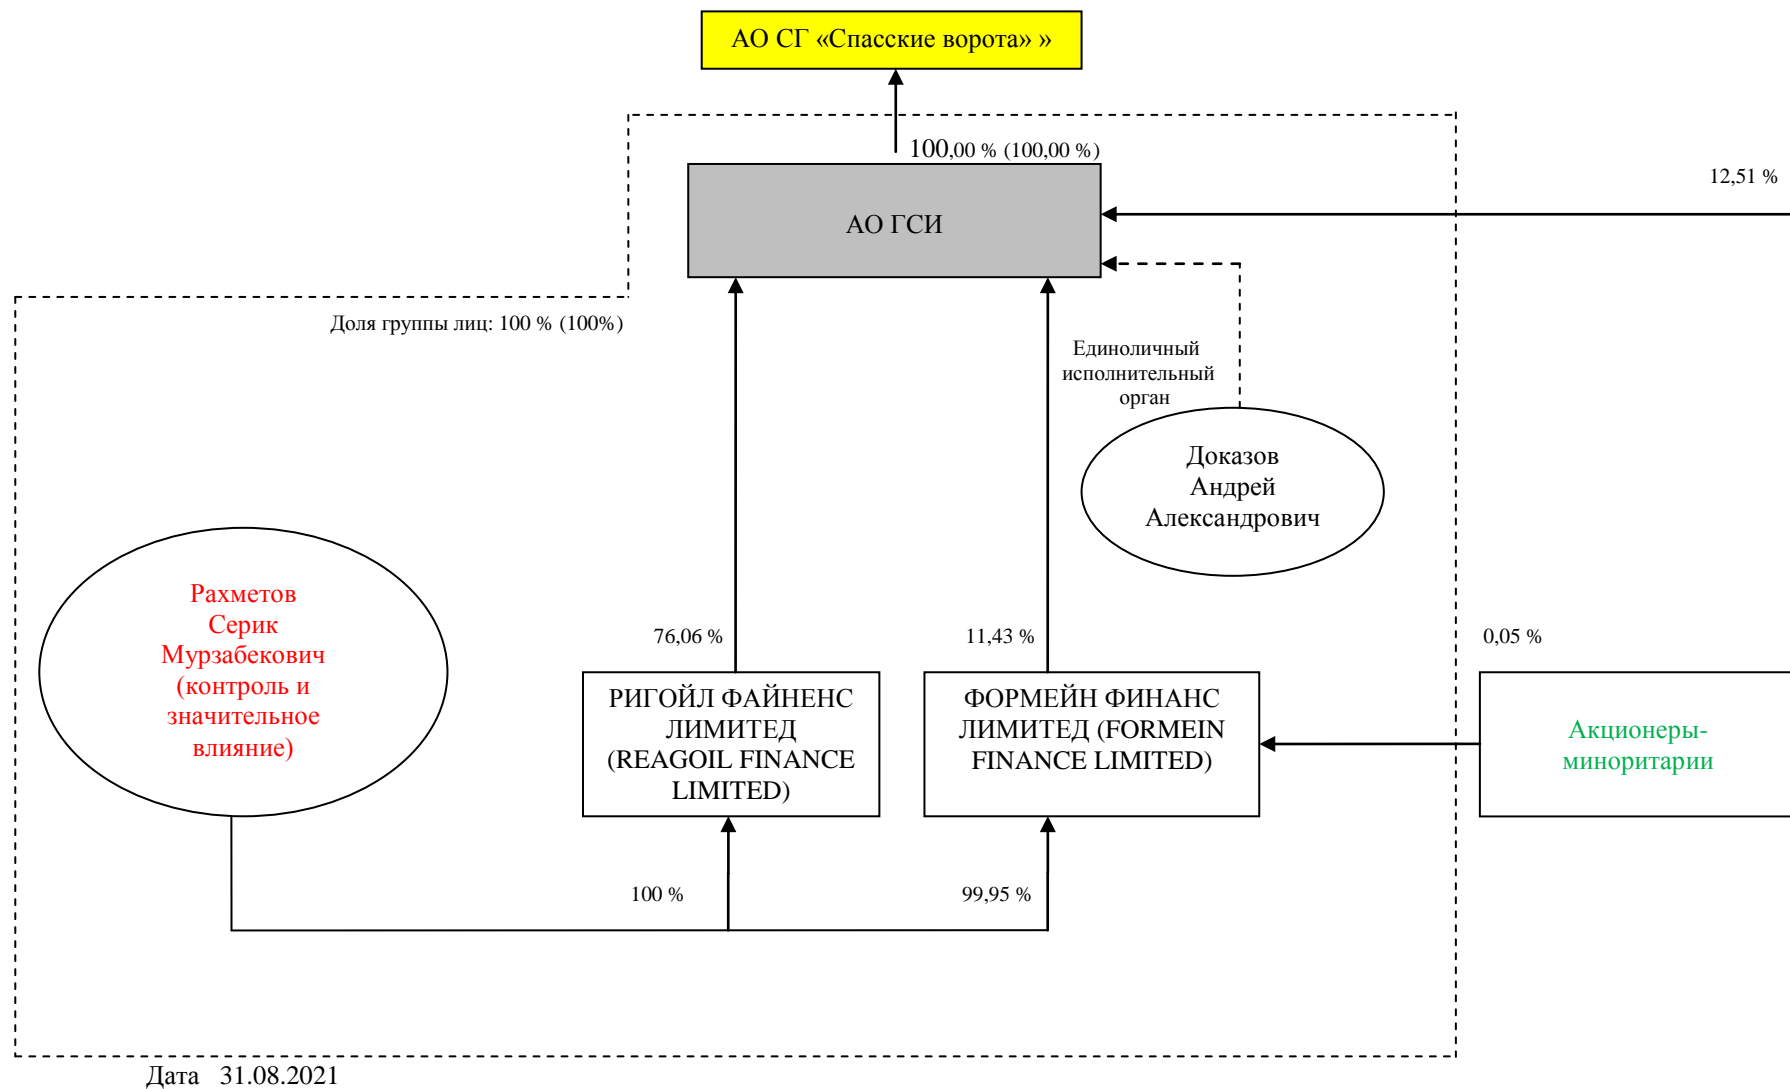 АО СГ «Спасские ворота» »
100,00 % (100,00 %)
12,51 %
АО ГСИ
Доля группы лиц: 100 % (100%)
Единоличный
исполнительный
орган
Доказов
Андрей
Александрович
Рахметов
Серик
Мурзабекович
(контроль и
значительное
влияние)
76,06 %
11,43 %
0,05 %
РИГОЙЛ ФАЙНЕНС
ЛИМИТЕД
(REAGOIL FINANCE
LIMITED)
ФОРМЕЙН ФИНАНС
ЛИМИТЕД (FORMEIN
FINANCE LIMITED)
Акционеры-
миноритарии
100 %
99,95 %
Дата 31.08.2021